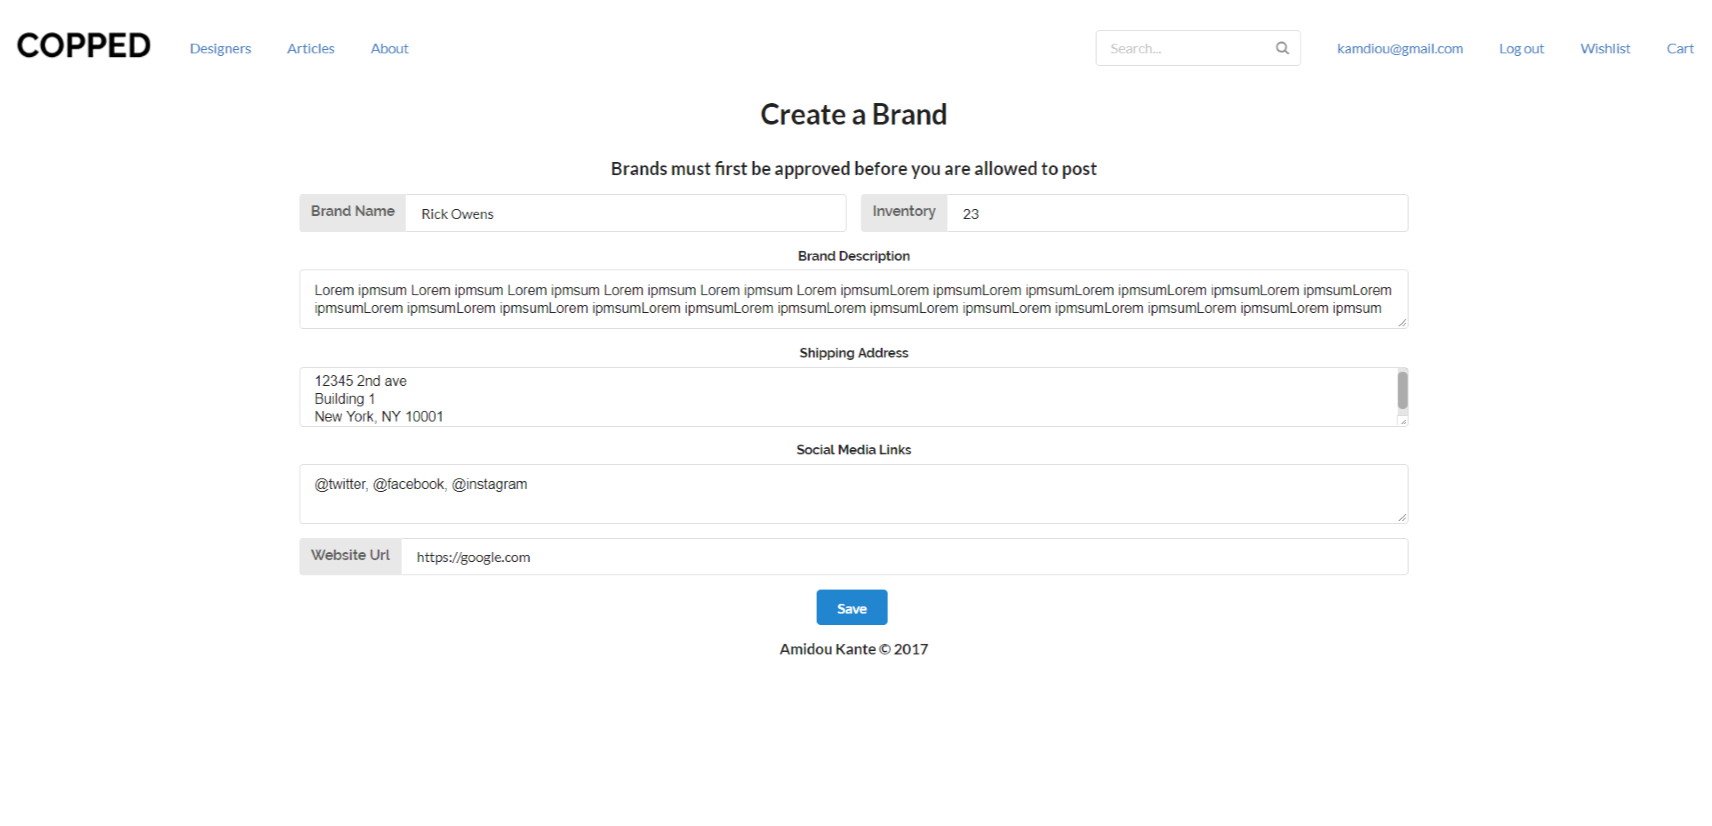 COPPED Designers Articles About Search... kamdiou@gmail.com Log out Wishlist Cart
Create a Brand
Brands must first be approved before you are allowed to post
Brand Name Rick Owens Inventory 23
Brand Description
Lorem ipmsum Lorem ipmsum Lorem ipmsum Lorem ipmsum Lorem ipmsum Lorem ipmsumLorem ipmsumLorem ipmsumLorem ipmsumLorem ipmsumLorem ipmsumLorem
ipmsumLorem ipmsumLorem ipmsumLorem ipmsumLorem ipmsumLorem ipmsumLorem ipmsumLorem ipmsumLorem ipmsumLorem ipmsumLorem ipmsumLorem ipmsum
Shipping Address
12345 2nd ave
Building 1
New York, NY 10001
Social Media Links
@twitter, @facebook, @instagram
Website Url https://google.com
Save
Amidou Kante © 2017